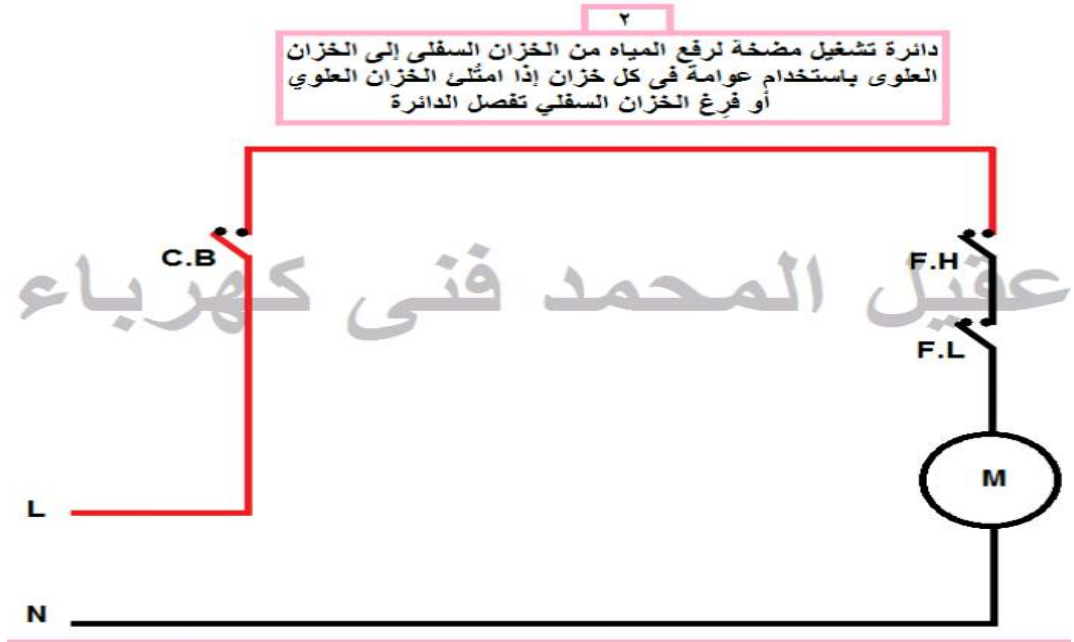 ٢
دائرة تشغيل مضخة لرفع المياه من الخزان السفلى إلى الخزان
العلوى باستخدام عوامة فى كل خزان إذا امتُلئ الخزان العلوي
أو فرِغ الخزان السفلي تفصل الدائرة
C.B
F.H
عقيل المحمد فنى كهرباء
F.L
M
L
N